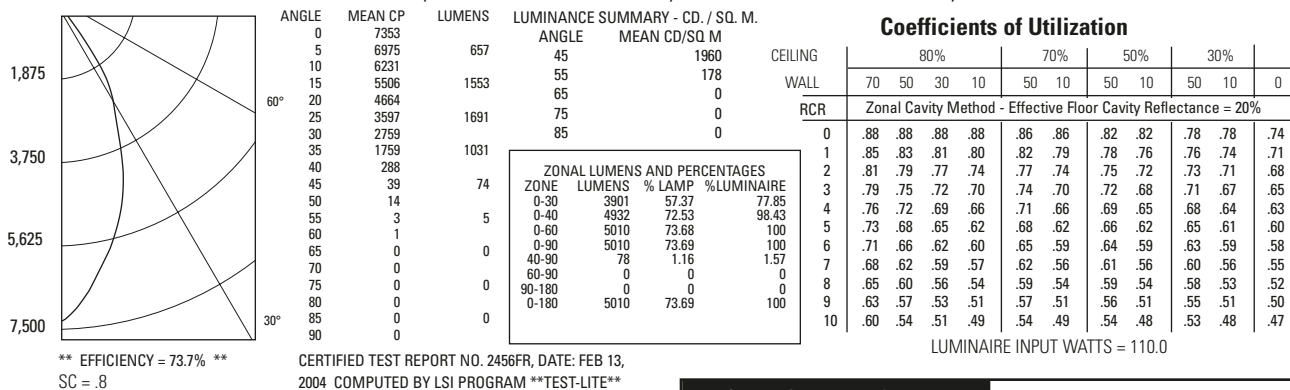 1,875
3,750
5,625
7,500
60°
30°
** EFFICIENCY = 73.7% **
SC = .8
ANGLE MEAN CP LUMENS
0 7353
5 6975 657
10 6231
15 5506 1553
20 4664
25 3597 1691
30 2759
35 1759 1031
40 288
45 39 74
50 14
55 3 5
60 1
65 0 0
70 0
75 0 0
80 0
85 0 0
90 0
CERTIFIED TEST REPORT NO. 2456FR, DATE: FEB 13,
2004 COMPUTED BY LSI PROGRAM **TEST-LITE**
LUMINANCE SUMMARY - CD. / SQ. M.
ANGLE MEAN CD/SQ M
45 1960
55 178
65 0
75 0
85 0
ZONAL LUMENS AND PERCENTAGES
ZONE LUMENS % LAMP %LUMINAIRE
0-30 3901 57.37 77.85
0-40 4932 72.53 98.43
0-60 5010 73.68 100
0-90 5010 73.69 100
40-90 78 1.16 1.57
60-90 0 0 0
90-180 0 0 0
0-180 5010 73.69 100
Coefficients of Utilization
CEILING 80% 70% 50% 30%
WALL 70 50 30 10 50 10 50 10 50 10 0
RCR Zonal Cavity Method - Effective Floor Cavity Reflectance = 20%
0 .88 .88 .88 .88 .86 .86 .82 .82 .78 .78 .74
1 .85 .83 .81 .80 .82 .79 .78 .76 .76 .74 .71
2 .81 .79 .77 .74 .77 .74 .75 .72 .73 .71 .68
3 .79 .75 .72 .70 .74 .70 .72 .68 .71 .67 .65
4 .76 .72 .69 .66 .71 .66 .69 .65 .68 .64 .63
5 .73 .68 .65 .62 .68 .62 .66 .62 .65 .61 .60
6 .71 .66 .62 .60 .65 .59 .64 .59 .63 .59 .58
7 .68 .62 .59 .57 .62 .56 .61 .56 .60 .56 .55
8 .65 .60 .56 .54 .59 .54 .59 .54 .58 .53 .52
9 .63 .57 .53 .51 .57 .51 .56 .51 .55 .51 .50
10 .60 .54 .51 .49 .54 .49 .54 .48 .53 .48 .47
LUMINAIRE INPUT WATTS = 110.0